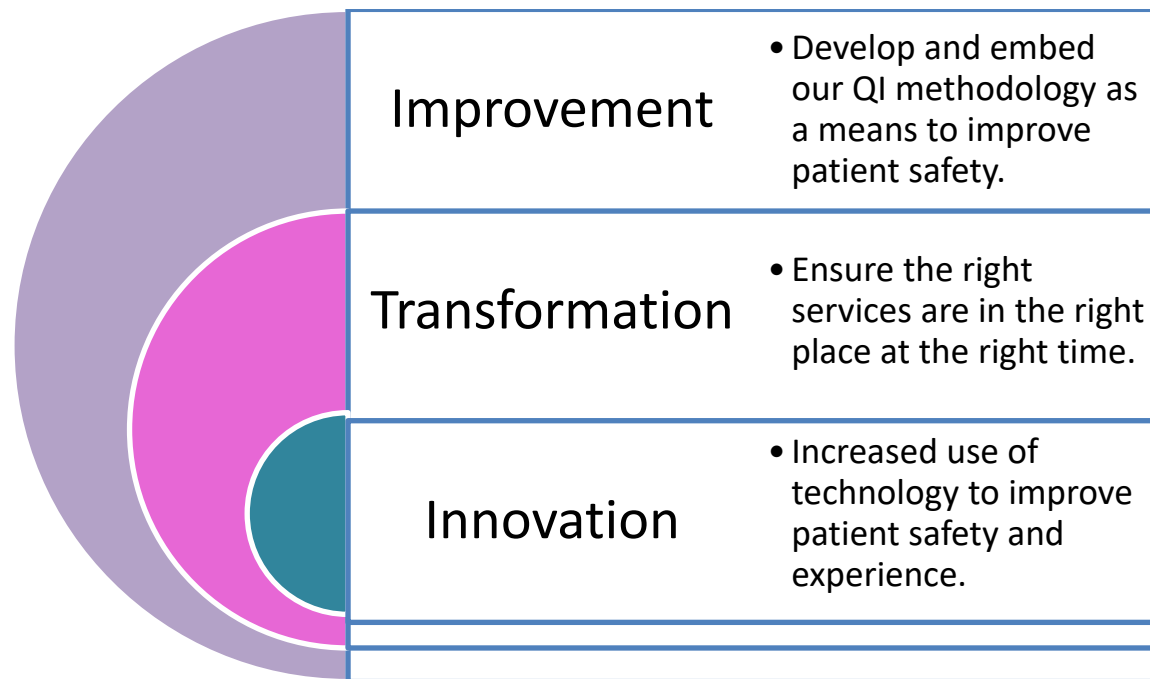 Improvement
• Develop and embed
our QI methodology as
a means to improve
patient safety.
Transformation
• Ensure the right
services are in the right
place at the right time.
Innovation
• Increased use of
technology to improve
patient safety and
experience.